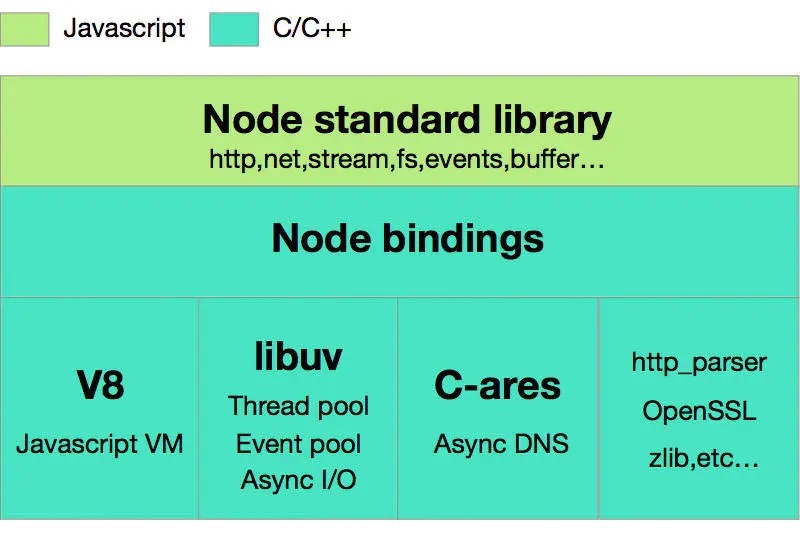 Javascript
C/C++
Node standard library
http,net,stream,fs,events,buffer…
Node bindings
V8
Javascript VM
libuv
Thread pool
Event pool
Async I/O
C-ares
Async DNS
http_parser
OpenSSL
zlib,etc…